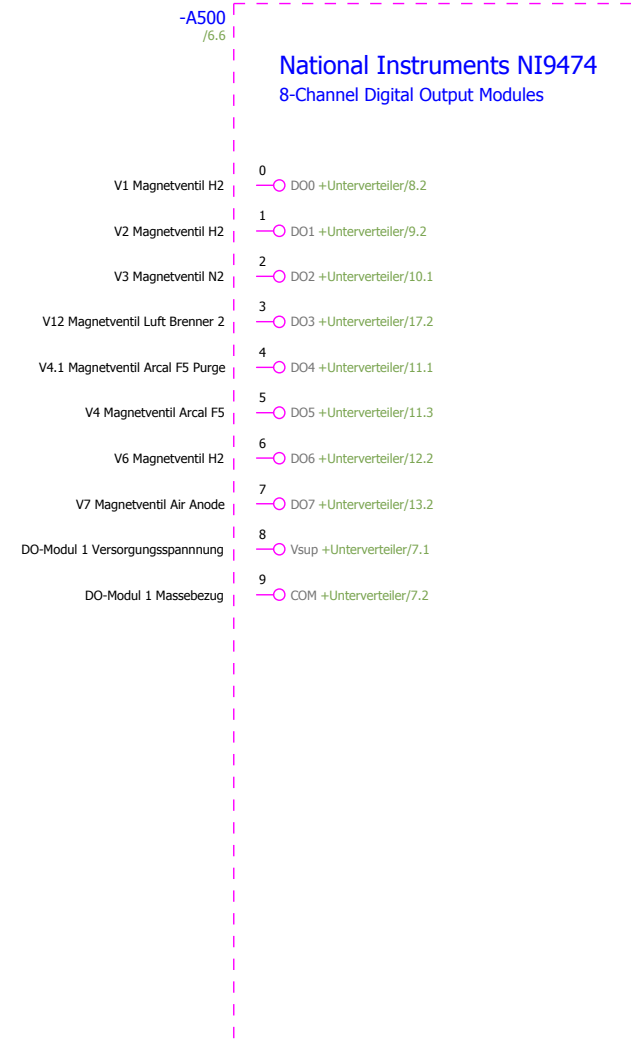 -A500
/6.6
National Instruments NI9474
8-Channel Digital Output Modules
0
V1 Magnetventil H2 DO0 +Unterverteiler/8.2
1
V2 Magnetventil H2 DO1 +Unterverteiler/9.2
2
V3 Magnetventil N2 DO2 +Unterverteiler/10.1
3
V12 Magnetventil Luft Brenner 2 DO3 +Unterverteiler/17.2
4
V4.1 Magnetventil Arcal F5 Purge DO4 +Unterverteiler/11.1
5
V4 Magnetventil Arcal F5 DO5 +Unterverteiler/11.3
6
V6 Magnetventil H2 DO6 +Unterverteiler/12.2
7
V7 Magnetventil Air Anode DO7 +Unterverteiler/13.2
8
DO-Modul 1 Versorgungsspannnung Vsup +Unterverteiler/7.1
9
DO-Modul 1 Massebezug COM +Unterverteiler/7.2